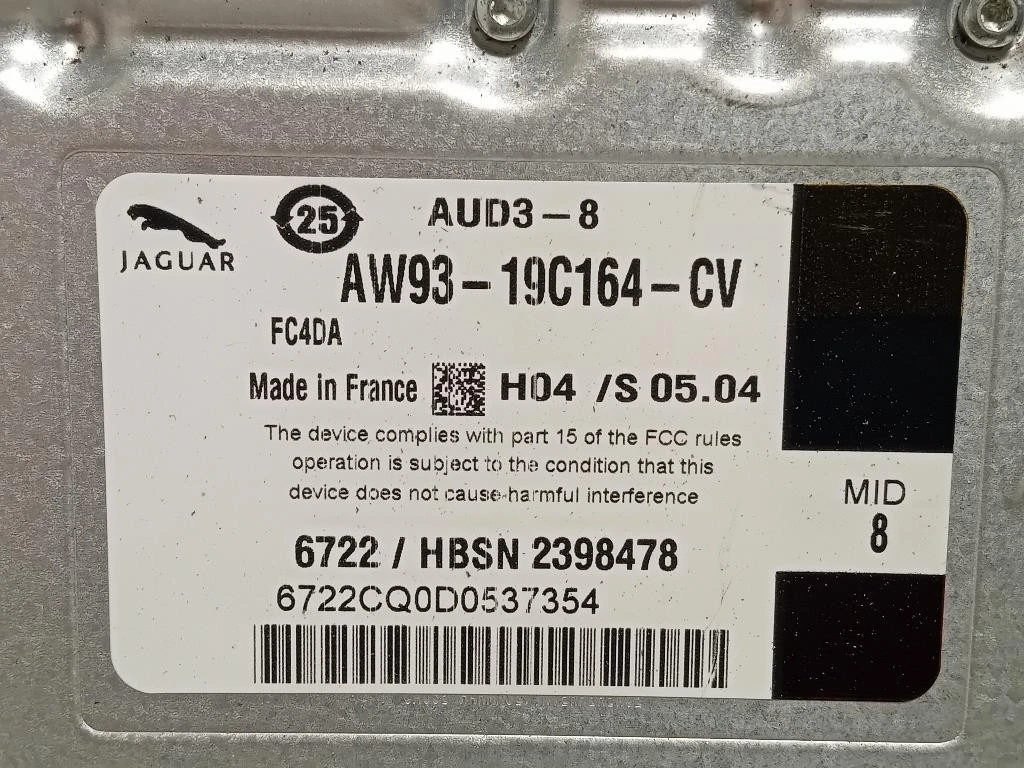 JAGUAR
25
AUD3-8
AW93-19C164-CV
FC4DA
Made in France H04 /S 05.04
The device complies with part 15 of the FCC rules
operation is subject to the condition that this
device does not cause harmful interference
MID
8
6722 / HBSN 2398478
6722CQ0D0537354